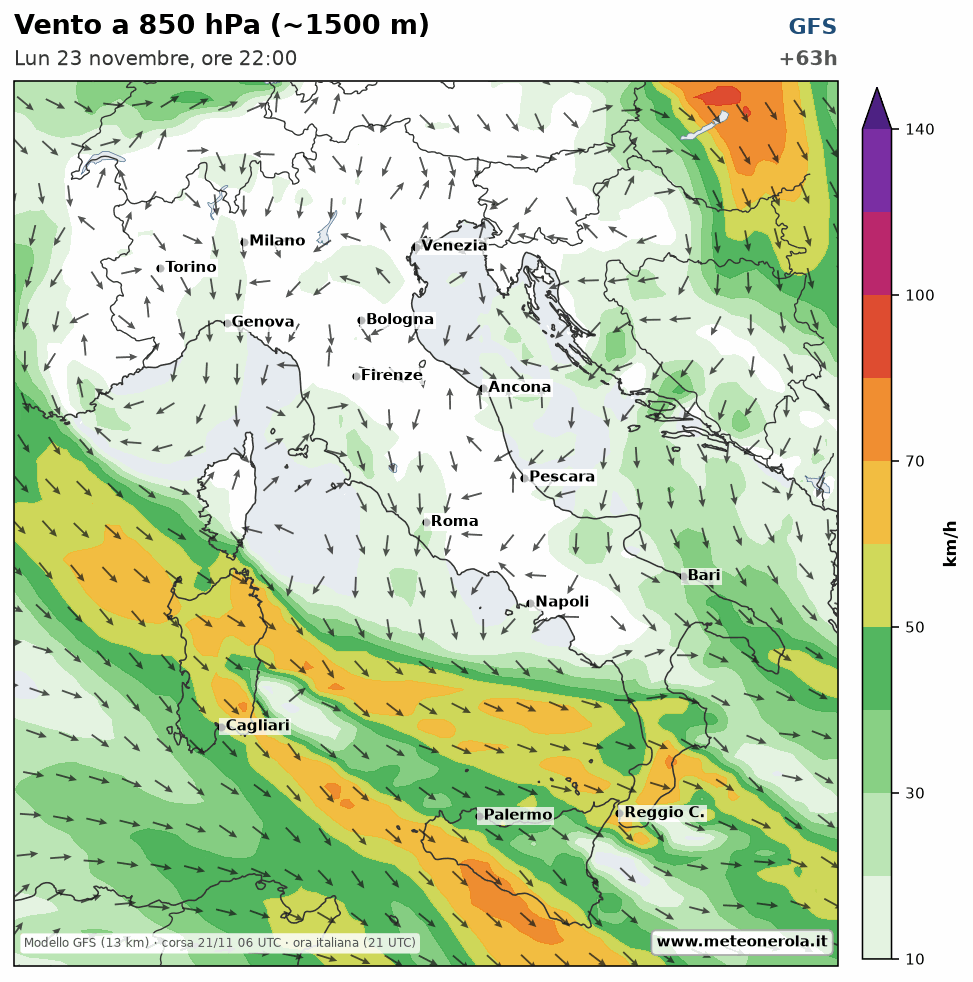 Vento a 850 hPa (~1500 m)
GFS
Lun 23 novembre, ore 22:00
+63h
140
Venezia
Milano
Torino
100
Bologna
Genova
Firenze
Ancona
70
Pescara
Roma
km/h
Bari
Napoli
50
Cagliari
30
Reggio C.
Palermo
Modello GFS (13 km) · corsa 21/11 06 UTC · ora italiana (21 UTC)
www.meteonerola.it
10